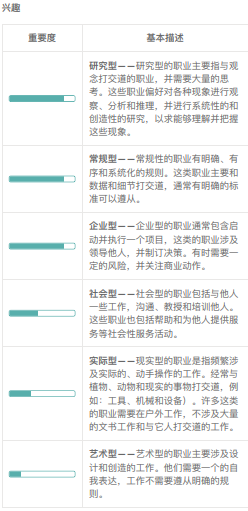 兴趣
重要度 基本描述
研究型——研究型的职业主要指与观
念打交道的职业，并需要大量的思
考。这些职业偏好对各种现象进行观
察、分析和推理，并进行系统性的和
创造性的研究，以求能够理解并把握
这些现象。
常规型——常规性的职业有明确、有
序和系统化的规则。这类职业主要和
数据和细节打交道，通常有明确的标
准可以遵从。
企业型——企业型的职业通常包含启
动并执行一个项目，这类的职业涉及
领导他人，并制订决策。有时需要一
定的风险，并关注商业动作。
社会型——社会型的职业包括与他人
一些工作，沟通、教授和培训他人。
这些职业也包括帮助和为他人提供服
务等社会性服务活动。
实际型——现实型的职业是指频繁涉
及实际的、动手操作的工作。经常与
植物、动物和现实的事物打交道，例
如：工具、机械和设备）。许多这类
的职业需要在户外工作，不涉及大量
的文书工作和与它人打交道的工作。
艺术型——艺术型的职业主要涉及设
计和创造的工作。他们需要一个的自
我表达，工作不需要遵从明确的规
则。